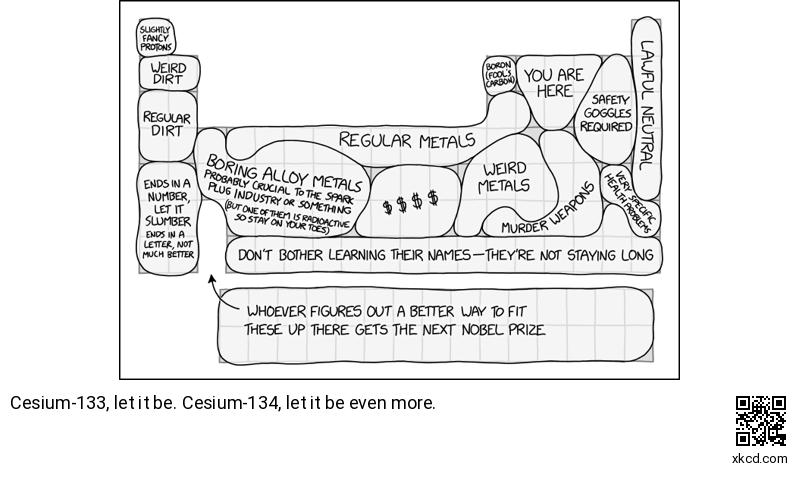 SLIGHTLY
FANCY
PROTONS
WEIRD
DIRT
REGULAR
DIRT
ENDS IN A
NUMBER,
LET IT
SLUMBER
ENDS IN A
LETTER, NOT
MUCH BETTER
BORING ALLOY METALS
PROBABLY CRUCIAL TO THE SPARK
PLUG INDUSTRY OR SOMETHING
(BUT ONE OF THEM IS RADIOACTIVE
SO STAY ON YOUR TOES)
REGULAR METALS
$ $ $ $
BORON
(FOOL'S
CARBON)
YOU ARE
HERE
SAFETY
GOGGLES
REQUIRED
LAWFUL NEUTRAL
WEIRD
METALS
MURDER WEAPONS
VERY SPECIFIC
HEALTH PROBLEMS
DON'T BOTHER LEARNING THEIR NAMES—THEY'RE NOT STAYING LONG
WHOEVER FIGURES OUT A BETTER WAY TO FIT
THESE UP THERE GETS THE NEXT NOBEL PRIZE
Cesium-133, let it be. Cesium-134, let it be even more.
xkcd.com